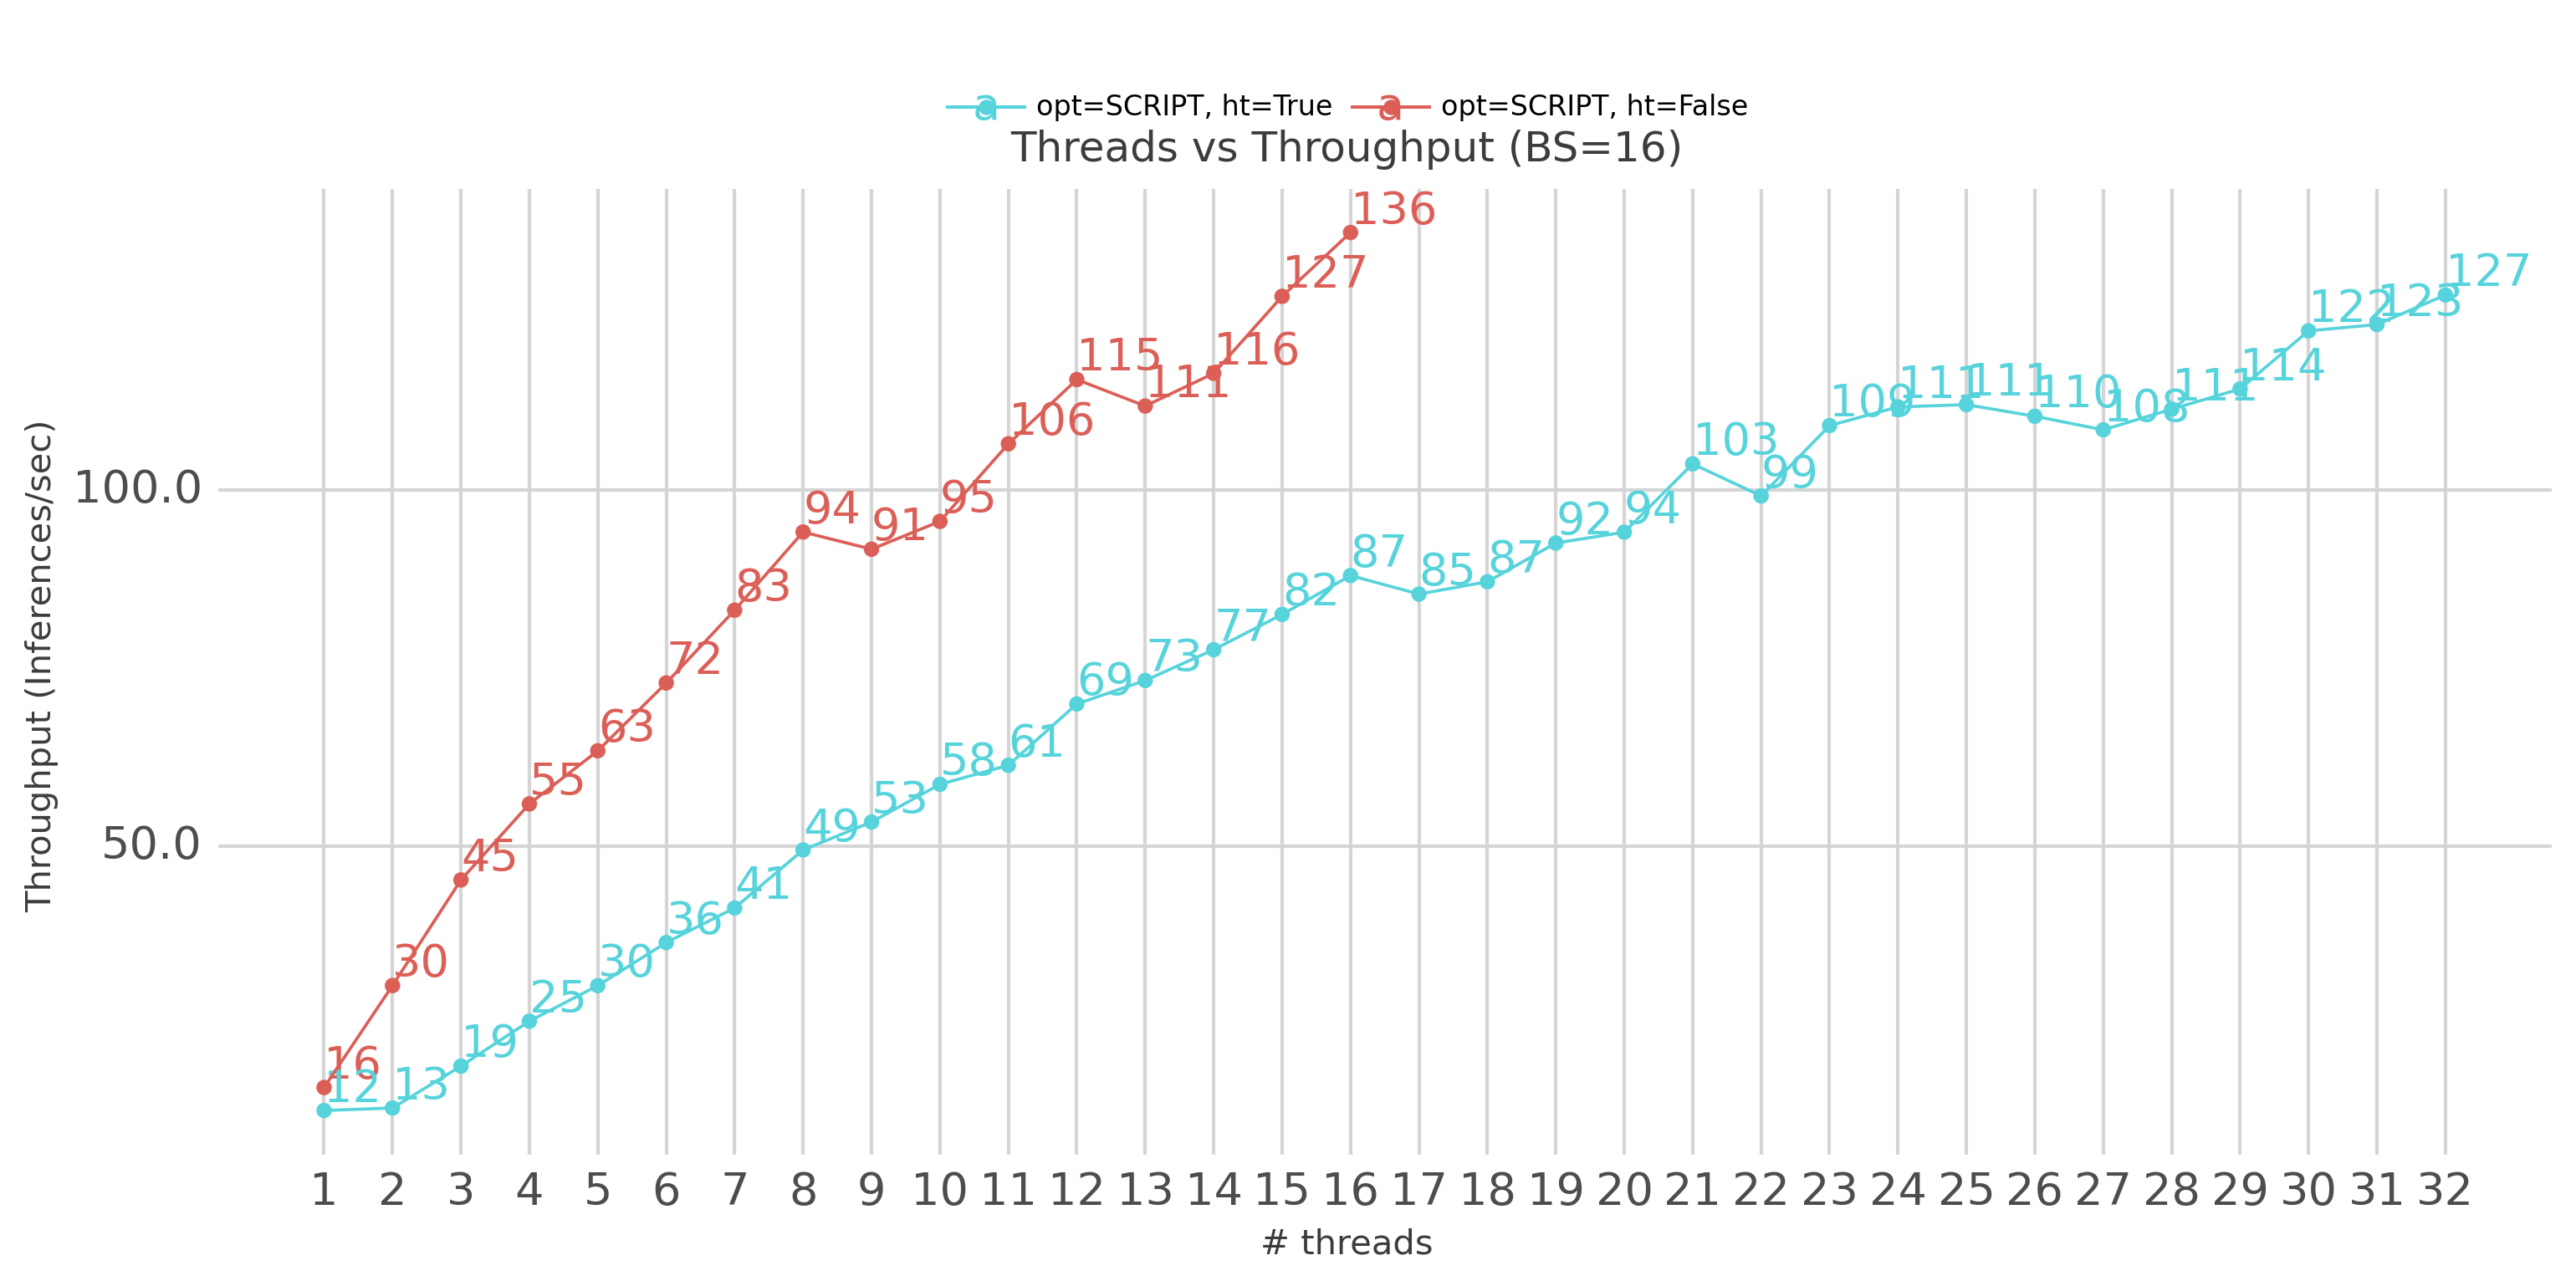 a opt=SCRIPT, ht=True a opt=SCRIPT, ht=False
Threads vs Throughput (BS=16)
Throughput (Inferences/sec)
100.0
50.0
16 30 45 55 63 72 83 94 91 95 106 115 111 116 127 136
12 13 19 25 30 36 41 49 53 58 61 69 73 77 82 87 85 87 92 94 103 99 109 111 111 110 108 111 114 122 123 127
1 2 3 4 5 6 7 8 9 10 11 12 13 14 15 16 17 18 19 20 21 22 23 24 25 26 27 28 29 30 31 32
# threads